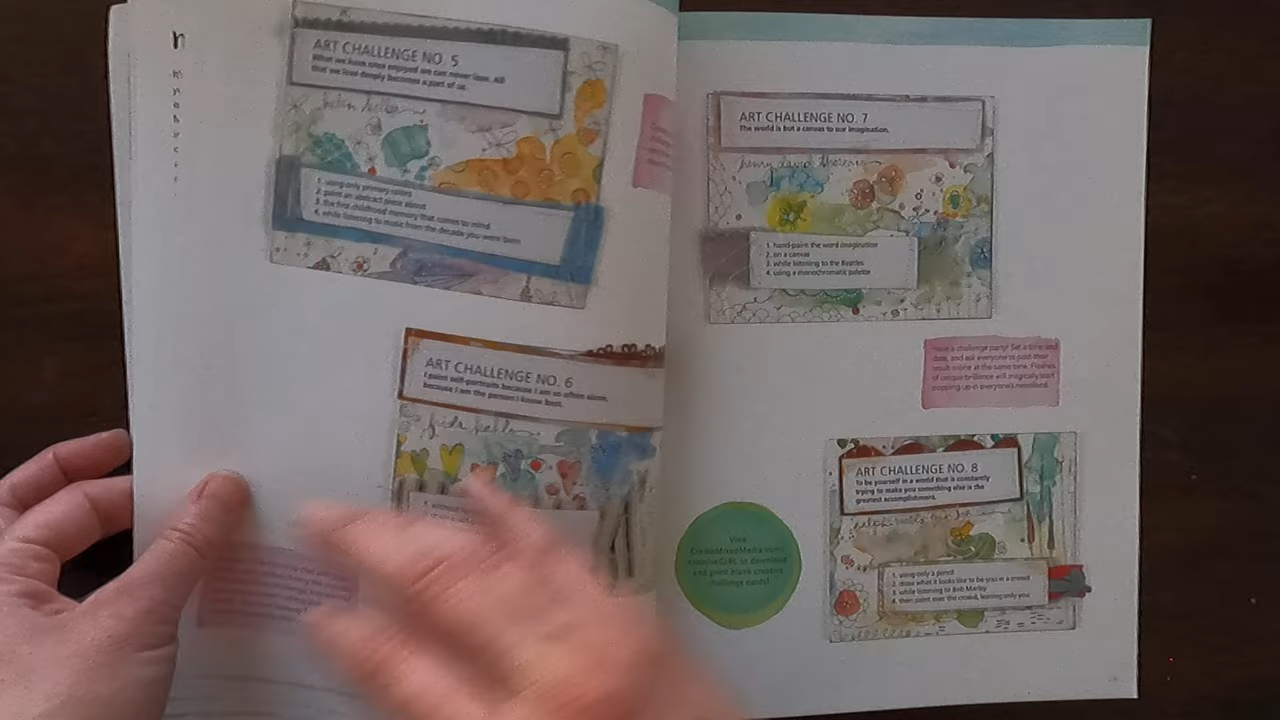 ART CHALLENGE NO. 5
What we have once enjoyed we can never lose. All
that we love deeply becomes a part of us.
1. using only primary colors
2. paint an abstract piece about
3. the first childhood memory that comes to mind
4. while listening to music from the decade you were born
ART CHALLENGE NO. 6
I paint self-portraits because I am so often alone,
because I am the person I know best.
frida kahlo
ART CHALLENGE NO. 7
The world is but a canvas to our imagination.
henry david thoreau
1. hand-paint the word imagination
2. on a canvas
3. while listening to the Beatles
4. using a monochromatic palette
Have a challenge party! Set a time and
date, and ask everyone to post their
result online at the same time. Flashes
of unique brilliance will magically start
popping up in everyone's newsfeed.
ART CHALLENGE NO. 8
To be yourself in a world that is constantly
trying to make you something else is the
greatest accomplishment.
1. using only a pencil
2. draw what it looks like to be you in a crowd
3. while listening to Bob Marley
4. then paint over the crowd, leaving only you
Visit
CreateMixedMedia.com/
creativeGIRL to download
and print blank creative
challenge cards!